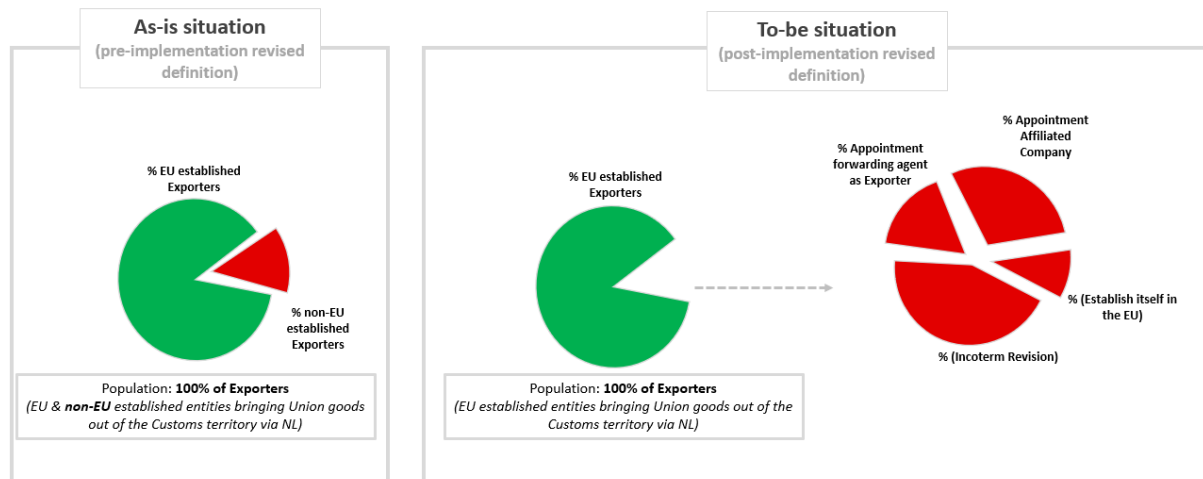 As-is situation
(pre-implementation revised
definition)
% EU established
Exporters
% non-EU
established
Exporters
Population: 100% of Exporters
(EU & non-EU established entities bringing Union goods
out of the Customs territory via NL)
To-be situation
(post-implementation revised
definition)
% EU established
Exporters
Population: 100% of Exporters
(EU established entities bringing Union goods out of the
Customs territory via NL)
% Appointment
forwarding agent
as Exporter
% Appointment
Affiliated
Company
% (Establish itself in
the EU)
% (Incoterm Revision)